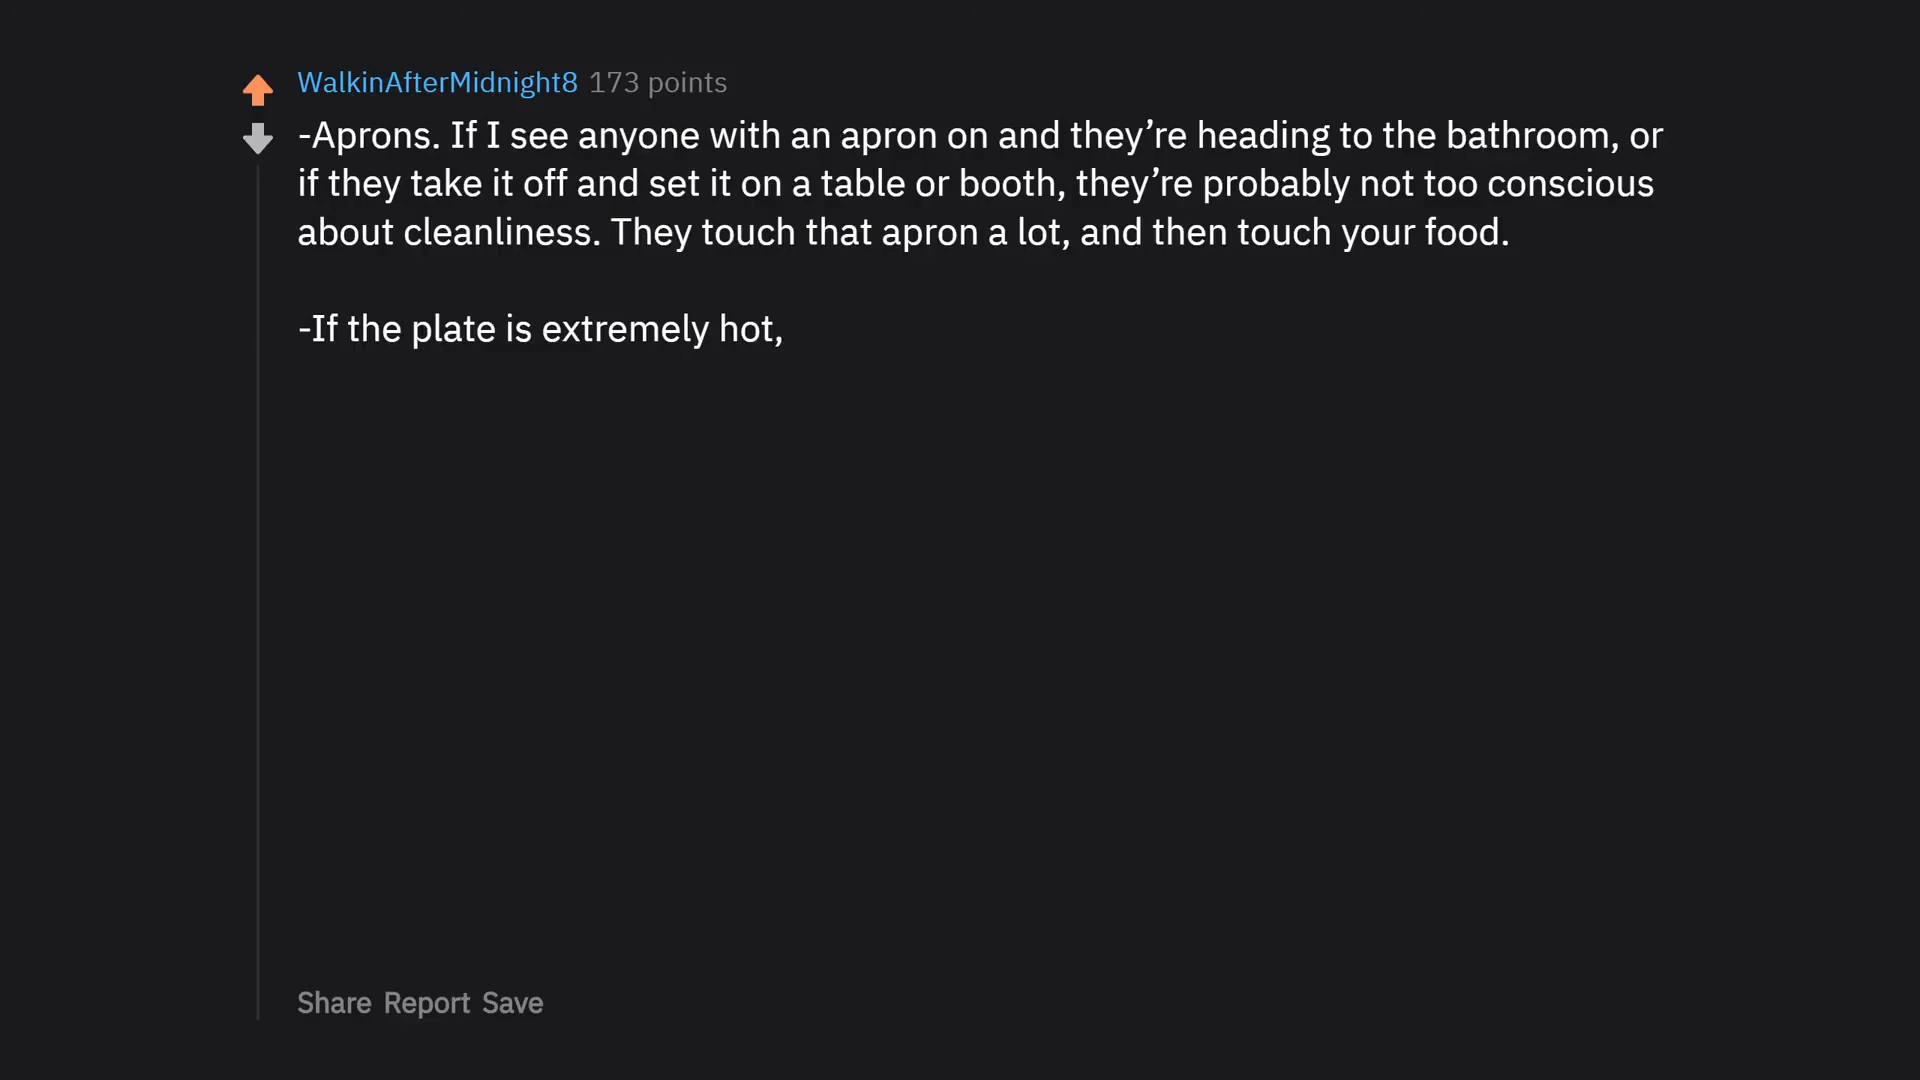 WalkinAfterMidnight8 173 points
-Aprons. If I see anyone with an apron on and they’re heading to the bathroom, or
if they take it off and set it on a table or booth, they’re probably not too conscious
about cleanliness. They touch that apron a lot, and then touch your food.
-If the plate is extremely hot,
Share Report Save